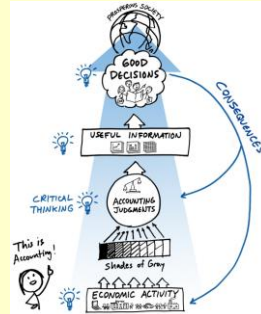 PROSPERING SOCIETY
GOOD
DECISIONS
CONSEQUENCES
USEFUL INFORMATION
CRITICAL
THINKING
ACCOUNTING
JUDGMENTS
This is
Accounting!
Shades of Gray
ECONOMIC ACTIVITY